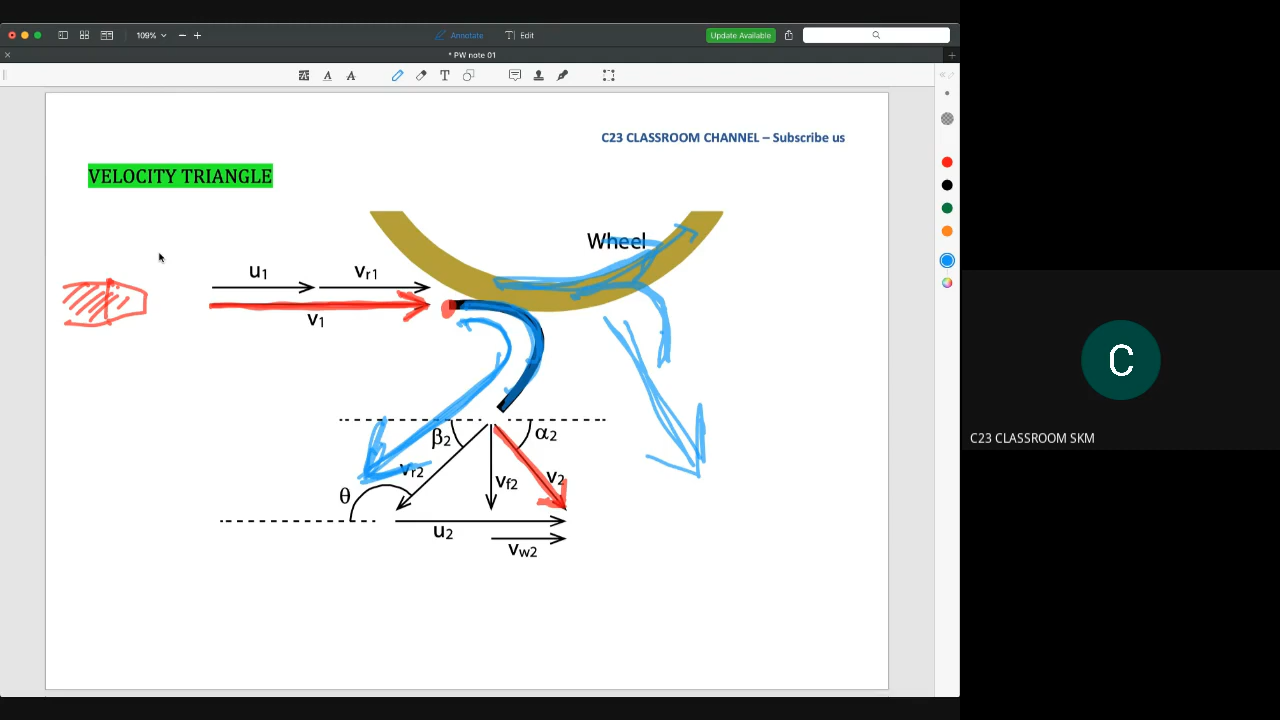 109%
Annotate
Edit
Update Available
* PW note 01
C23 CLASSROOM CHANNEL – Subscribe us
VELOCITY TRIANGLE
Wheel
u1
vr1
v1
β2
α2
vr2
vf2
v2
θ
u2
vw2
C
C23 CLASSROOM SKM